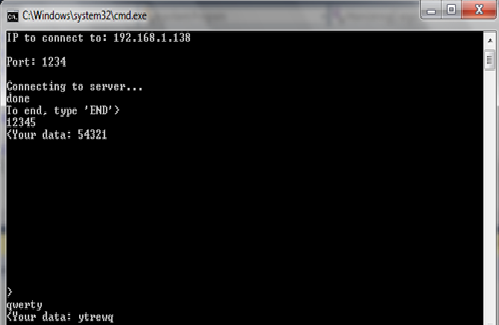 C:\Windows\system32\cmd.exe
IP to connect to: 192.168.1.138
Port: 1234
Connecting to server...
done
To end, type 'END'>
12345
<Your data: 54321
>
qwerty
<Your data: ytrewq